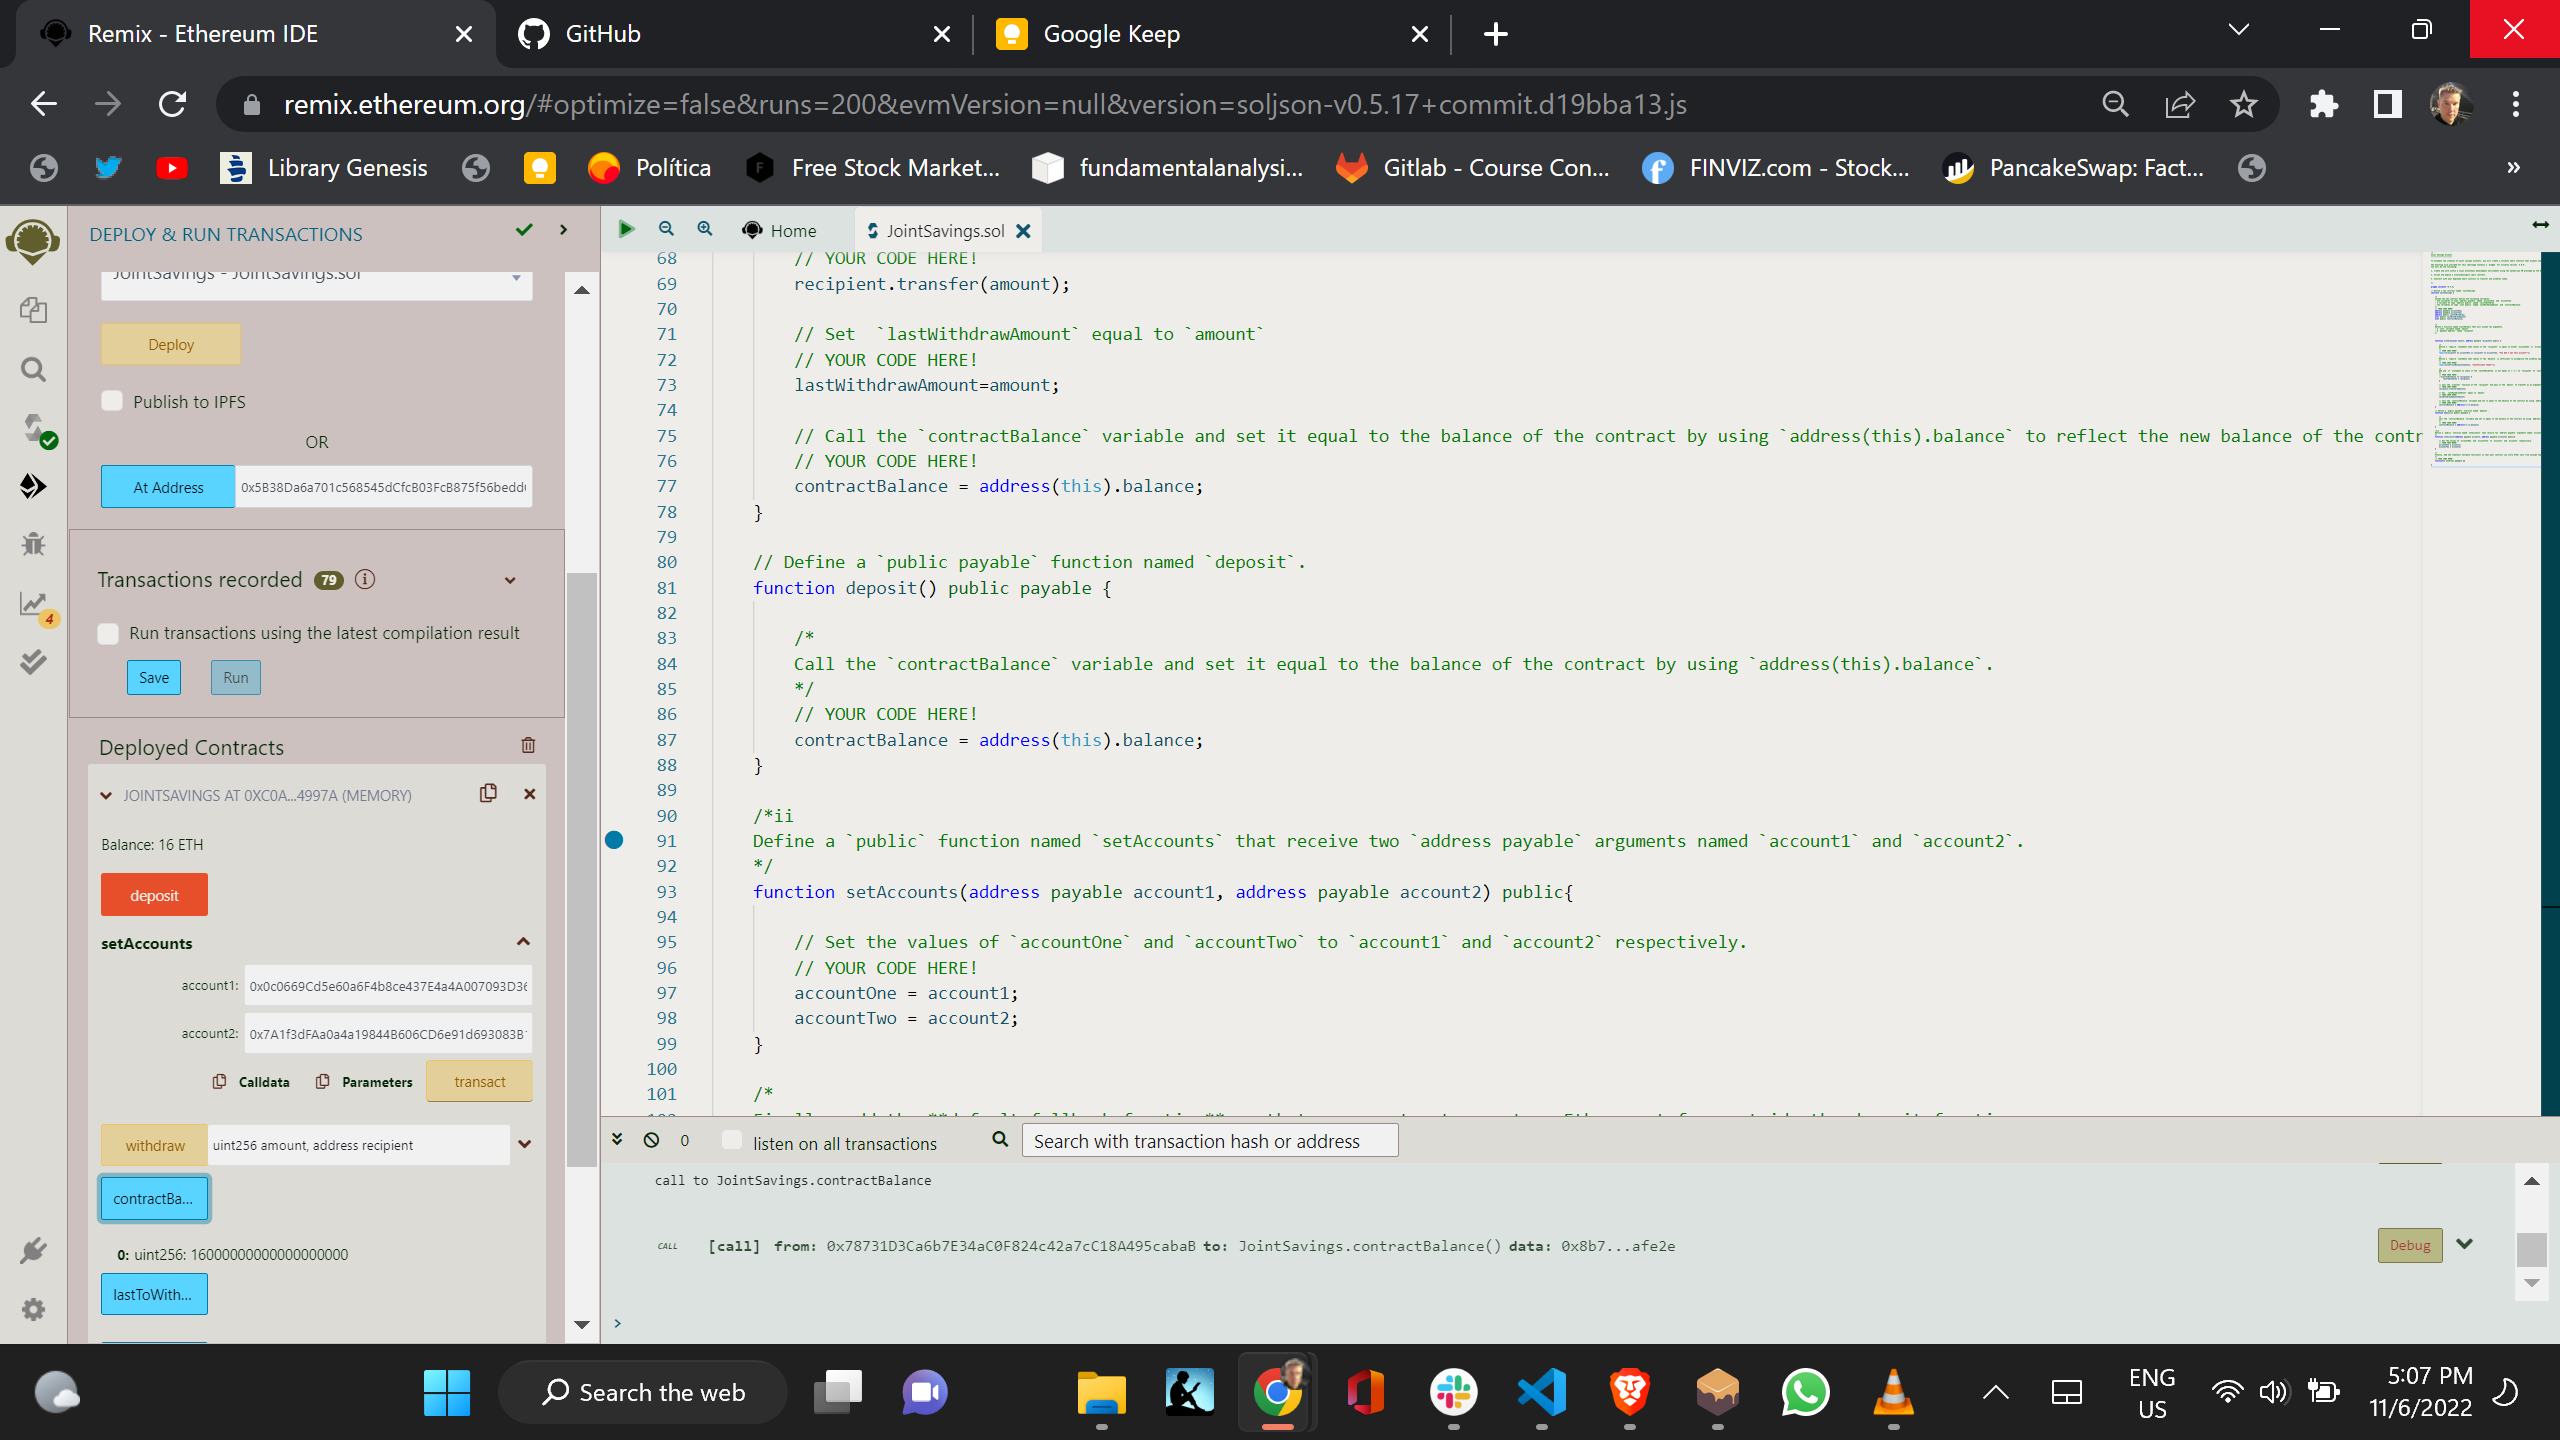 Remix - Ethereum IDE
GitHub
Google Keep
remix.ethereum.org/#optimize=false&runs=200&evmVersion=null&version=soljson-v0.5.17+commit.d19bba13.js
Library Genesis
Política
Free Stock Market...
fundamentalanalysi...
Gitlab - Course Con...
FINVIZ.com - Stock...
PancakeSwap: Fact...
»
DEPLOY & RUN TRANSACTIONS
JointSavings - JointSavings.sol
Deploy
Publish to IPFS
OR
At Address
0x5B38Da6a701c568545dCfcB03FcB875f56bedd
Transactions recorded 79 i
Run transactions using the latest compilation result
Save
Run
Deployed Contracts
JOINTSAVINGS AT 0XC0A...4997A (MEMORY)
Balance: 16 ETH
deposit
setAccounts
account1: 0x0c0669Cd5e60a6F4b8ce437E4a4A007093D36
account2: 0x7A1f3dFAa0a4a19844B606CD6e91d693083B
Calldata
Parameters
transact
withdraw
uint256 amount, address recipient
contractBa...
0: uint256: 16000000000000000000
lastToWith...
4
Home
JointSavings.sol
68 // YOUR CODE HERE!
69 recipient.transfer(amount);
70
71 // Set  `lastWithdrawAmount` equal to `amount`
72 // YOUR CODE HERE!
73 lastWithdrawAmount=amount;
74
75 // Call the `contractBalance` variable and set it equal to the balance of the contract by using `address(this).balance` to reflect the new balance of the contr
76 // YOUR CODE HERE!
77 contractBalance = address(this).balance;
78 }
79
80 // Define a `public payable` function named `deposit`.
81 function deposit() public payable {
82
83 /*
84 Call the `contractBalance` variable and set it equal to the balance of the contract by using `address(this).balance`.
85 */
86 // YOUR CODE HERE!
87 contractBalance = address(this).balance;
88 }
89
90 /*ii
91 Define a `public` function named `setAccounts` that receive two `address payable` arguments named `account1` and `account2`.
92 */
93 function setAccounts(address payable account1, address payable account2) public{
94
95 // Set the values of `accountOne` and `accountTwo` to `account1` and `account2` respectively.
96 // YOUR CODE HERE!
97 accountOne = account1;
98 accountTwo = account2;
99 }
100
101 /*
0
listen on all transactions
Search with transaction hash or address
call to JointSavings.contractBalance
CALL [call] from: 0x78731D3Ca6b7E34aC0F824c42a7cC18A495cabaB to: JointSavings.contractBalance() data: 0x8b7...afe2e
Debug
>
Search the web
ENG
US
5:07 PM
11/6/2022